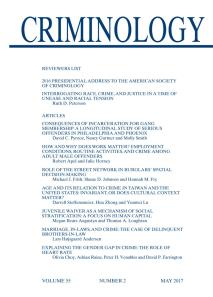 CRIMINOLOGY
REVIEWERS LIST
2016 PRESIDENTIAL ADDRESS TO THE AMERICAN SOCIETY
OF CRIMINOLOGY
INTERROGATING RACE, CRIME, AND JUSTICE IN A TIME OF
UNEASE AND RACIAL TENSION
Ruth D. Peterson
ARTICLES
CONSEQUENCES OF INCARCERATION FOR GANG
MEMBERSHIP: A LONGITUDINAL STUDY OF SERIOUS
OFFENDERS IN PHILADELPHIA AND PHOENIX
David C. Pyrooz, Nancy Gartner and Molly Smith
HOW AND WHY DOES WORK MATTER? EMPLOYMENT
CONDITIONS, ROUTINE ACTIVITIES, AND CRIME AMONG
ADULT MALE OFFENDERS
Robert Apel and Julie Horney
ROLE OF THE STREET NETWORK IN BURGLARS' SPATIAL
DECISION-MAKING
Michael J. Frith, Shane D. Johnson and Hannah M. Fry
AGE AND ITS RELATION TO CRIME IN TAIWAN AND THE
UNITED STATES: INVARIANT, OR DOES CULTURAL CONTEXT
MATTER?
Darrell Steffensmeier, Hua Zhong and Yunmei Lu
JUVENILE WAIVER AS A MECHANISM OF SOCIAL
STRATIFICATION: A FOCUS ON HUMAN CAPITAL
Megan Bears Augustyn and Thomas A. Loughran
MARRIAGE, IN-LAWS, AND CRIME: THE CASE OF DELINQUENT
BROTHERS-IN-LAW
Lars Højsgaard Andersen
EXPLAINING THE GENDER GAP IN CRIME: THE ROLE OF
HEART RATE
Olivia Choy, Adrian Raine, Peter H. Venables and David P. Farrington
VOLUME 55 NUMBER 2 MAY 2017